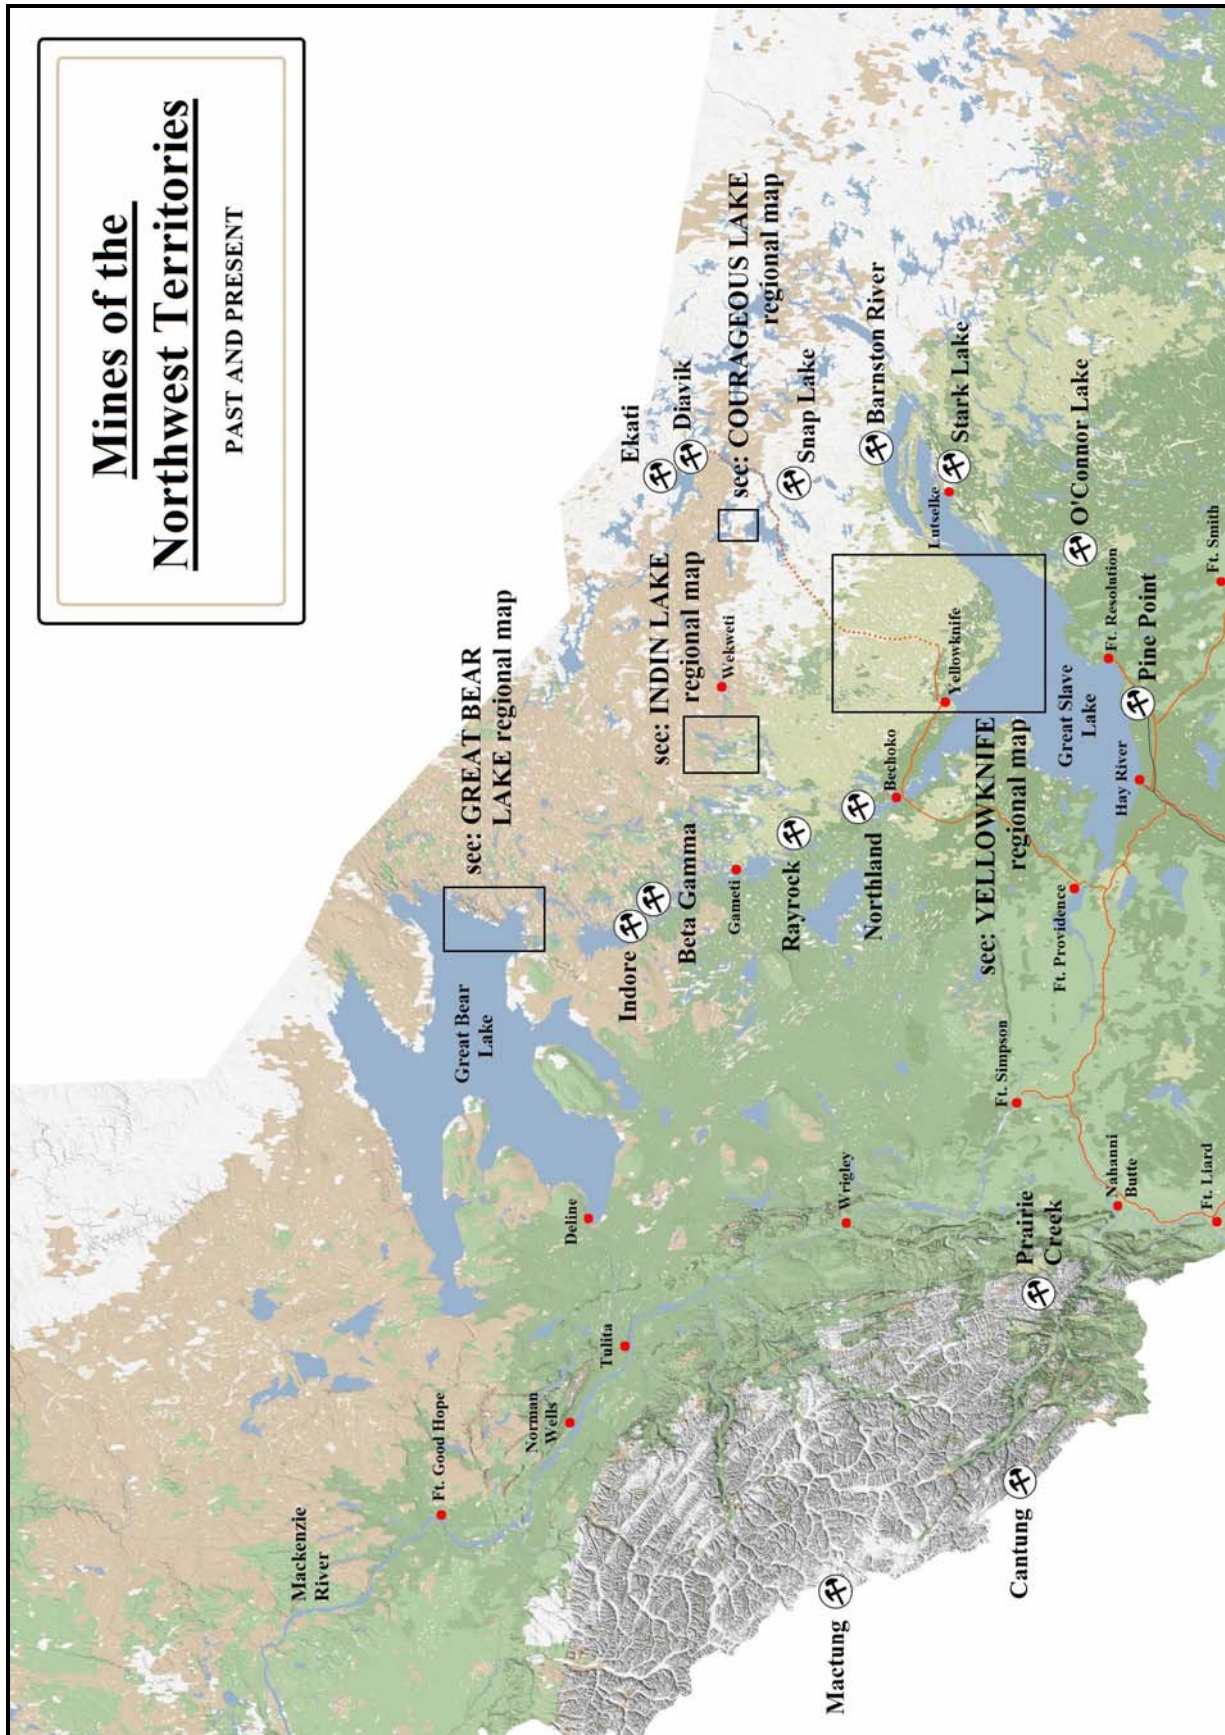 Mines of the
Northwest Territories
PAST AND PRESENT
Mackenzie
River
Ft. Good Hope
Norman
Wells
Tulita
Deline
Great Bear
Lake
see: GREAT BEAR
LAKE regional map
Indore
Beta Gamma
Gameti
Rayrock
Northland
see: INDIN LAKE
regional map
Wekweti
Ekati
Diavik
see: COURAGEOUS LAKE
regional map
Snap Lake
Barnston River
Stark Lake
Lutselke
O'Connor Lake
Yellowknife
Bechoko
see: YELLOWKNIFE
regional map
Great Slave
Lake
Ft. Resolution
Pine Point
Hay River
Ft. Smith
Ft. Providence
Ft. Simpson
Wrigley
Nahanni
Butte
Ft. Liard
Prairie
Creek
Cantung
Mactung